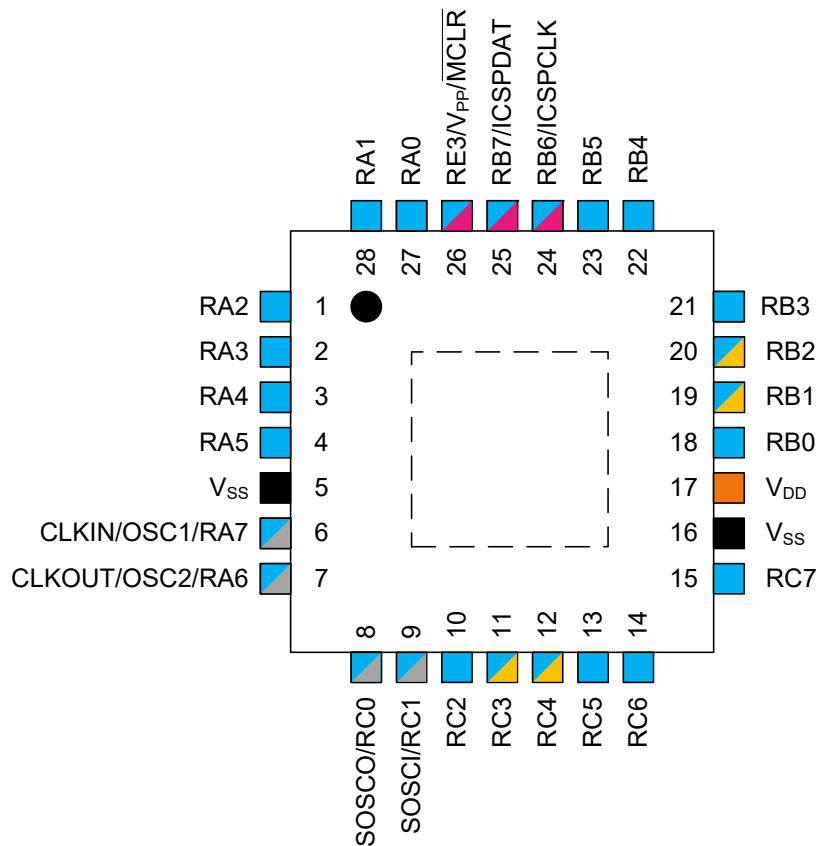 RA1
RA0
RE3/VPP/MCLR
RB7/ICSPDAT
RB6/ICSPCLK
RB5
RB4
28
27
26
25
24
23
22
RA2 1
RA3 2
RA4 3
RA5 4
VSS 5
CLKIN/OSC1/RA7 6
CLKOUT/OSC2/RA6 7
21 RB3
20 RB2
19 RB1
18 RB0
17 VDD
16 VSS
15 RC7
8
9
10
11
12
13
14
SOSCO/RC0
SOSCI/RC1
RC2
RC3
RC4
RC5
RC6